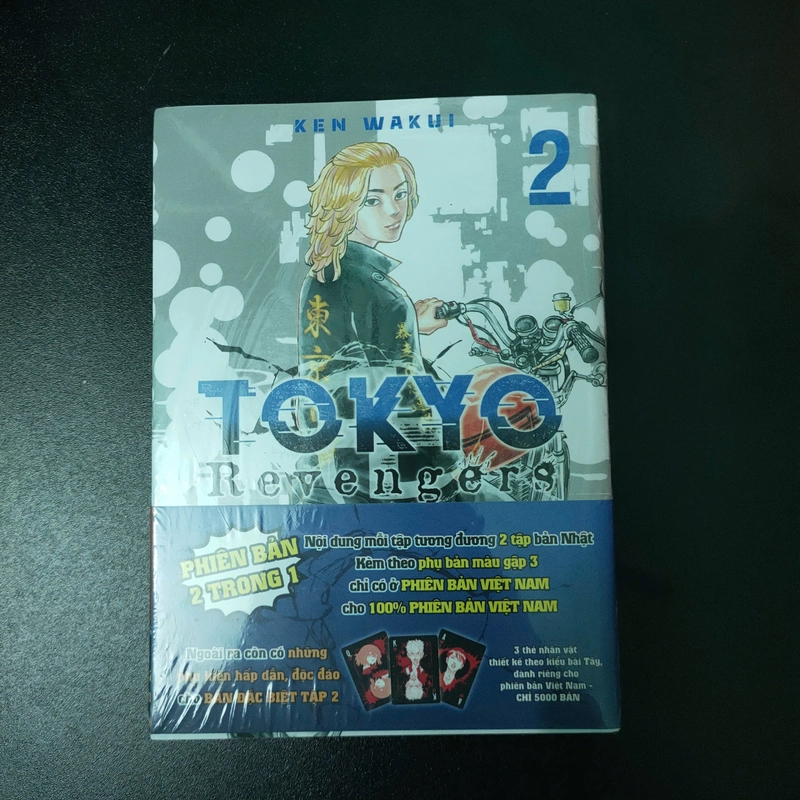 KEN WAKUI
2
東京
TOKYO
Revengers
PHIÊN BẢN
2 TRONG 1
Nội dung mỗi tập tương đương 2 tập bản Nhật
Kèm theo phụ bản màu gập 3
chỉ có ở PHIÊN BẢN VIỆT NAM
cho 100% PHIÊN BẢN VIỆT NAM
Ngoài ra còn có những
phụ kiện hấp dẫn, độc đáo
cho BẢN ĐẶC BIỆT TẬP 2
Q
K
A
3 thẻ nhân vật
thiết kế theo kiểu bài Tây,
dành riêng cho
phiên bản Việt Nam -
CHỈ 5000 BẢN